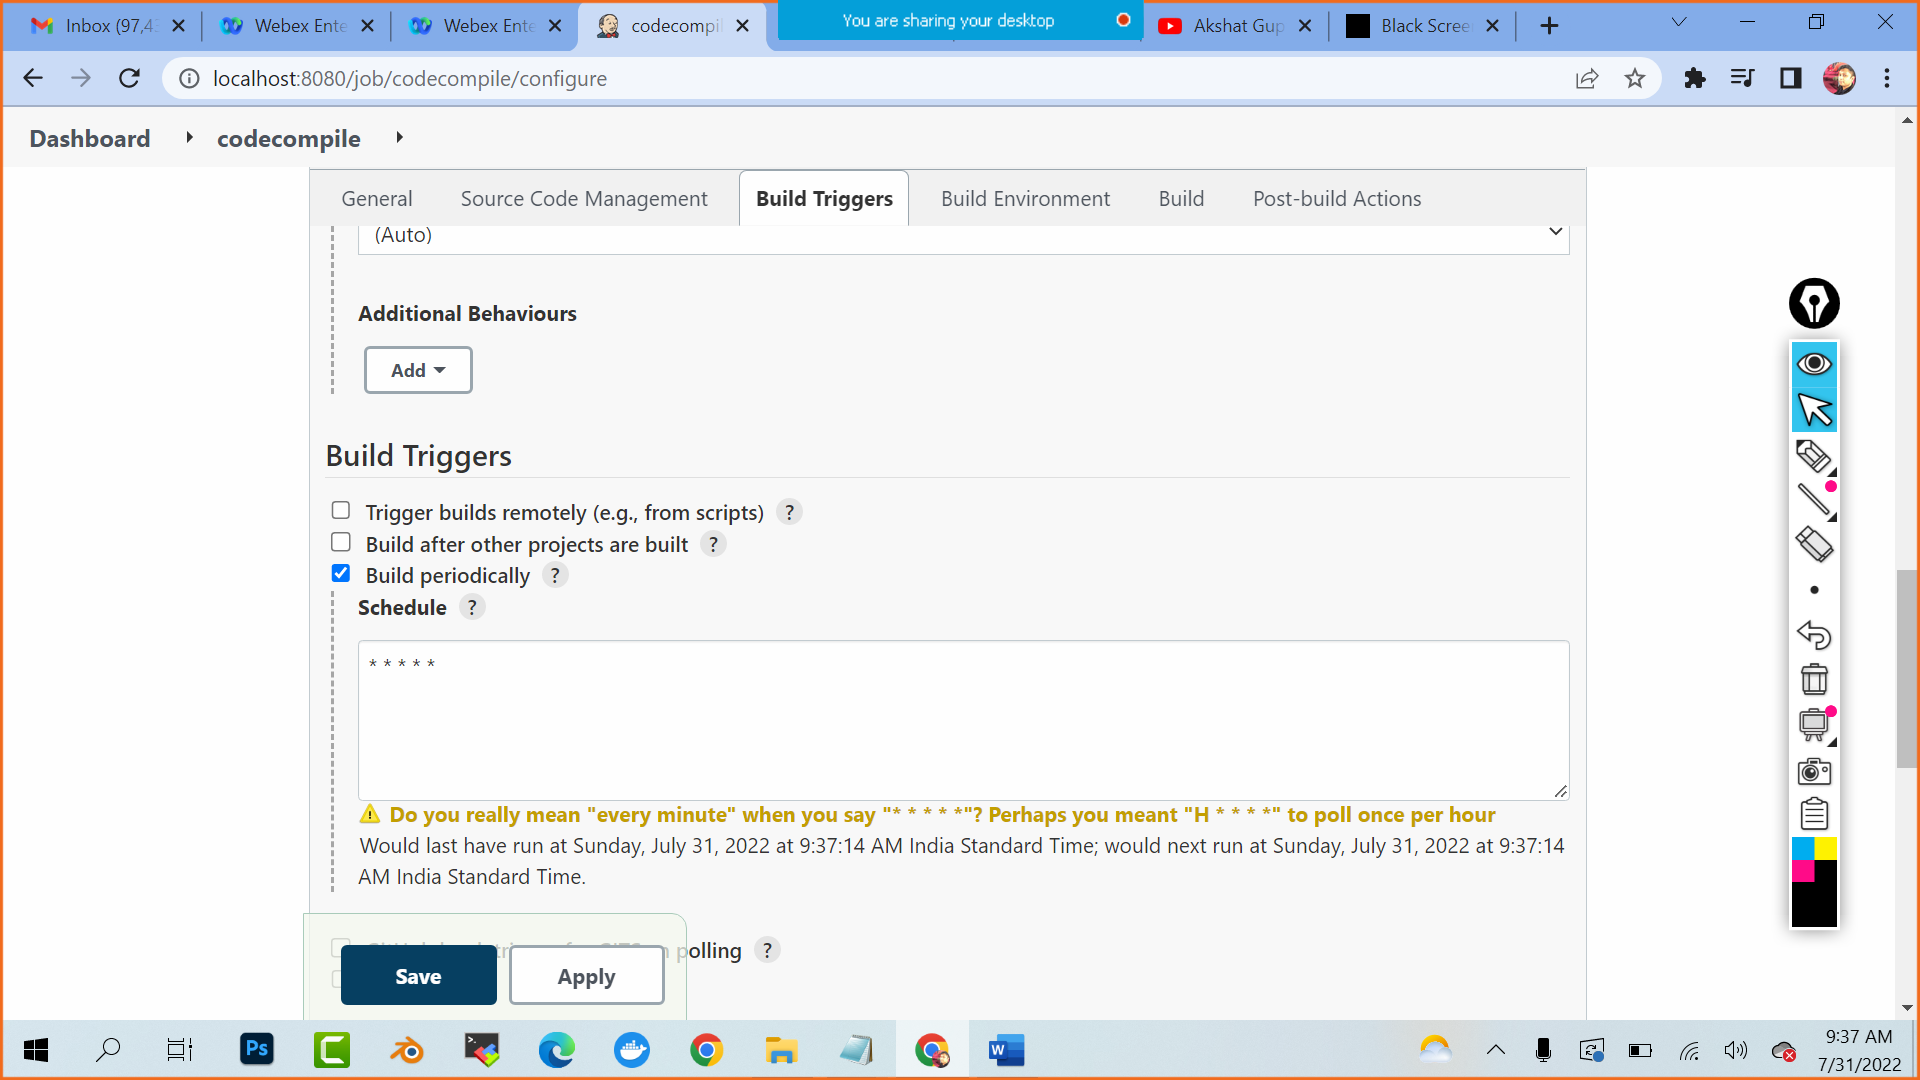 Inbox (97,43
Webex Ente
Webex Ente
codecompil
You are sharing your desktop
Akshat Gup
Black Scree
localhost:8080/job/codecompile/configure
Dashboard
codecompile
General
Source Code Management
Build Triggers
Build Environment
Build
Post-build Actions
(Auto)
Additional Behaviours
Add
Build Triggers
Trigger builds remotely (e.g., from scripts) ?
Build after other projects are built ?
Build periodically ?
Schedule ?
* * * * *
Do you really mean "every minute" when you say "* * * * *"? Perhaps you meant "H * * * *" to poll once per hour
Would last have run at Sunday, July 31, 2022 at 9:37:14 AM India Standard Time; would next run at Sunday, July 31, 2022 at 9:37:14
AM India Standard Time.
polling ?
Save
Apply
Ps
C
W
9:37 AM
7/31/2022